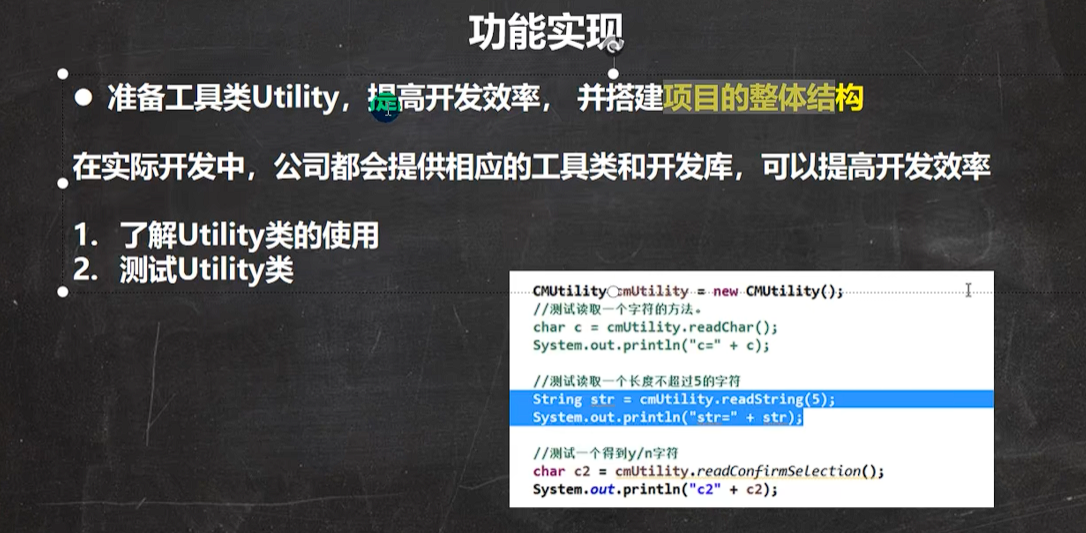 功能实现
● 准备工具类Utility，提高开发效率， 并搭建项目的整体结构
在实际开发中，公司都会提供相应的工具类和开发库，可以提高开发效率
1. 了解Utility类的使用
2. 测试Utility类
CMUtility cmUtility = new CMUtility();
//测试读取一个字符的方法。
char c = cmUtility.readChar();
System.out.println("c=" + c);
//测试读取一个长度不超过5的字符
String str = cmUtility.readString(5);
System.out.println("str=" + str);
//测试一个得到y/n字符
char c2 = cmUtility.readConfirmSelection();
System.out.println("c2" + c2);